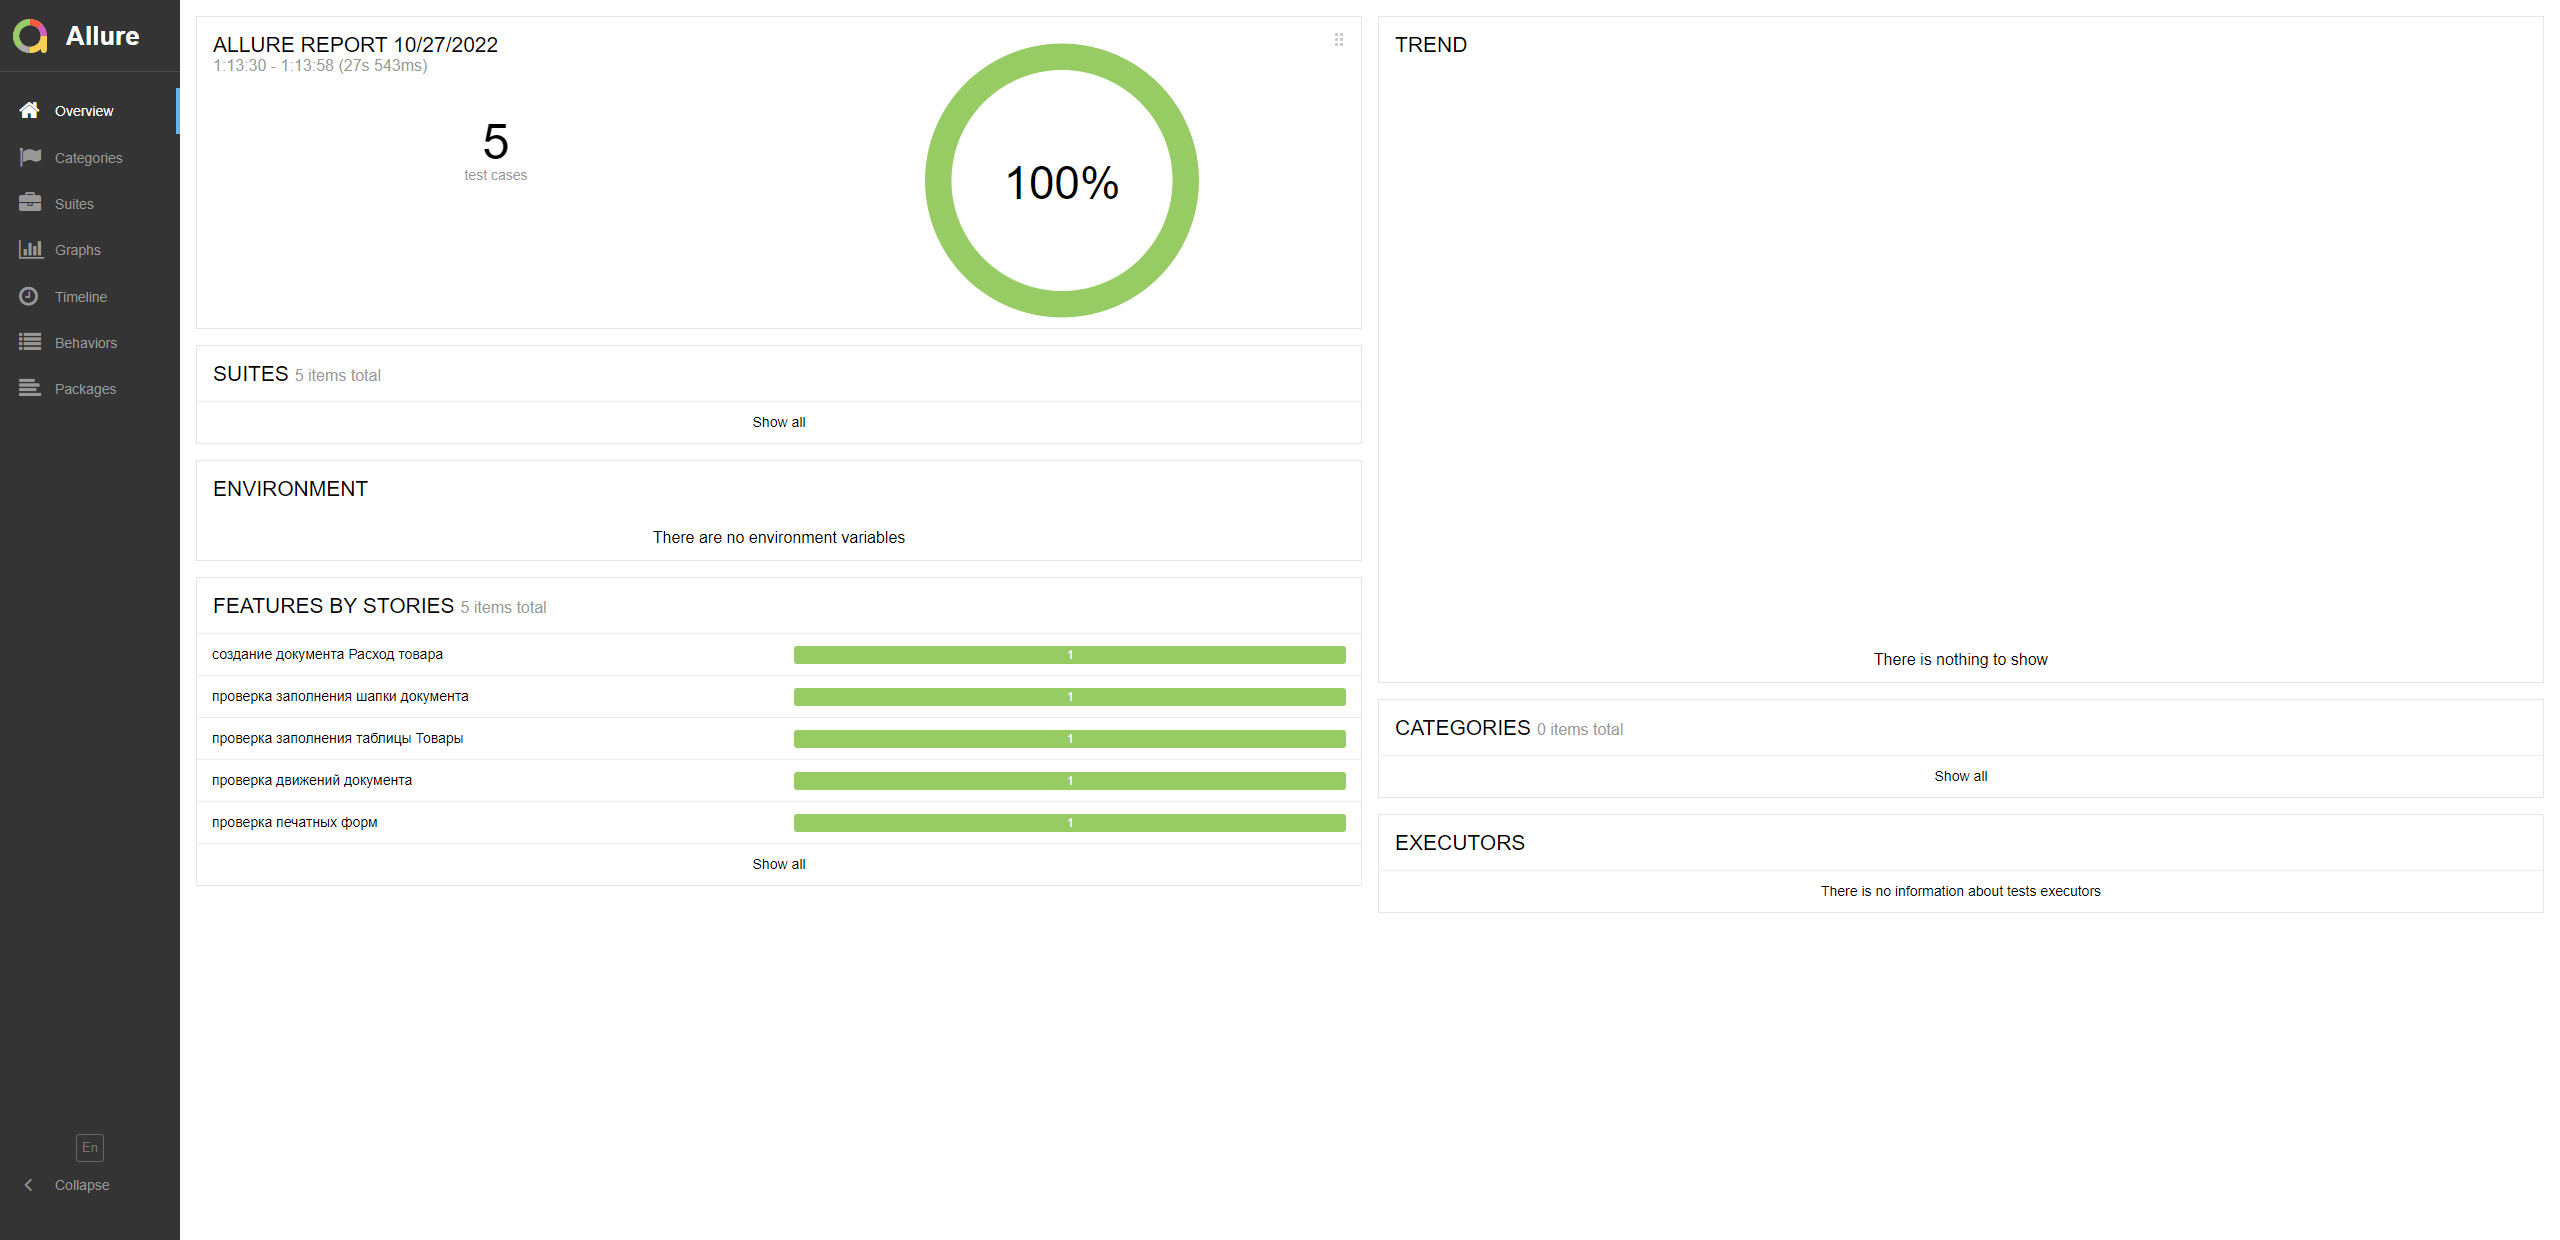 Allure
Overview
Categories
Suites
Graphs
Timeline
Behaviors
Packages
En
Collapse
ALLURE REPORT 10/27/2022
1:13:30 - 1:13:58 (27s 543ms)
5
test cases
100%
SUITES 5 items total
Show all
ENVIRONMENT
There are no environment variables
FEATURES BY STORIES 5 items total
создание документа Расход товара 1
проверка заполнения шапки документа 1
проверка заполнения таблицы Товары 1
проверка движений документа 1
проверка печатных форм 1
Show all
TREND
There is nothing to show
CATEGORIES 0 items total
Show all
EXECUTORS
There is no information about tests executors